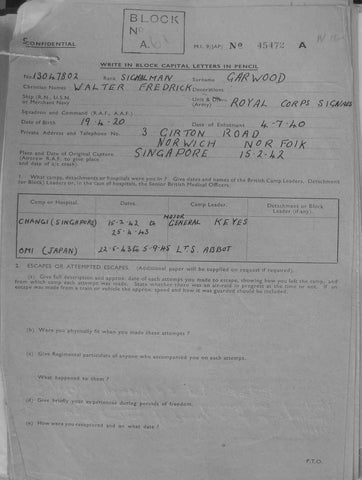 BLOCK
No
A.
CONFIDENTIAL
M.I. 9/JAP/ No 45472 A
WRITE IN BLOCK CAPITAL LETTERS IN PENCIL
No. 13047802 Rank SIGNALMAN Surname GARWOOD
Christian Names WALTER FREDRICK Decorations
Ship (R.N., U.S.N. or Merchant Navy Unit & (Army) ROYAL CORPS SIGNALS
Squadron and Command (R.A.F., A.A.F.)
Date of Birth 19-4-20 Date of Enlistment 4-7-40
Private Address and Telephone No. 3 GIRTON ROAD
NORWICH NORFOLK
Place and Date of Original Capture SINGAPORE 15-2-42
(Aircrew R.A.F. to give place
and date of a/c crash).
1. What camps, detachments or hospitals were you in? Give dates and names of the British Camp Leaders, Detachment (or Block) Leaders or, in the case of hospitals, the Senior British Medical Officers.
Camp or Hospital. Dates. Camp Leader. Detachment or Block Leader (if any).
CHANGI (SINGAPORE) 15-2-42 to 25-4-43 MAJOR GENERAL KEYES
OMI (JAPAN) 5-9-45 LTS ABBOT
2. ESCAPES OR ATTEMPTED ESCAPES. (Additional paper will be supplied on request if required).
(a) Give full description and approx. date of each attempt you made to escape, showing how you left the camp, and from which camp each attempt was made. State whether there was an air-raid in progress at the time or not. If an escape was made from a train or vehicle the approx. speed and how it was guarded should be included.
(b) Were you physically fit when you made these attempts ?
(c) Give Regimental particulars of anyone who accompanied you on each attempt.
What happened to them ?
(d) Give briefly your experiences during periods of freedom.
(e) How were you recaptured and on what date ?
P.T.O.